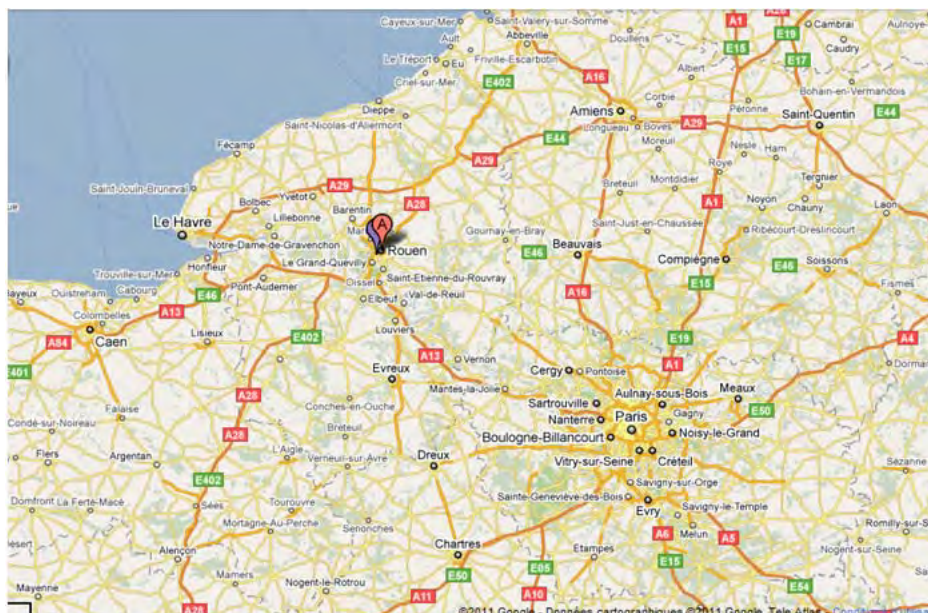 Cayeux-sur-Mer
Saint-Valery-sur-Somme
A28
A1
E19
Cambrai
Abbeville
Doullens
E15
Ault
Caudry
Le Tréport
Eu
Friville-Escarbotin
E17
A16
Albert
Criel-sur-Mer
E402
Bohain-en-Vermandois
Dieppe
Corbie
Péronne
Amiens
Saint-Quentin
E44
Saint-Nicolas-d'Aliermont
Longueau
Boves
A29
E44
Moreuil
Nesle
Ham
Fécamp
A29
Roye
Saint Jouin Bruneval
A29
Montdidier
Tergnier
Yvetot
Breteuil
A1
Noyon
Chauny
Bolbec
Barentin
A28
Laon
Lillebonne
A
Saint-Just-en-Chaussée
Ribécourt-Dreslincourt
Le Havre
Gournay-en-Bray
Notre-Dame-de-Gravenchon
Rouen
E46
Beauvais
Compiègne
E46
Soissons
Honfleur
Le Grand-Quevilly
Trouville-sur-Mer
Saint-Etienne-du-Rouvray
Pont-Audemer
Oissel
E15
A16
Fismes
Cabourg
Ouistreham
E46
Elbeuf
Val-de-Reuil
Colombelles
A13
Louviers
A84
Caen
Lisieux
E402
E19
A4
A13
Vernon
A1
E401
Evreux
Cergy
Pontoise
Mantes-la-Jolie
Aulnay-sous-Bois
Meaux
A28
Sartrouville
Gagny
E50
Conches-en-Ouche
Nanterre
Paris
Falaise
Condé-sur-Noireau
Boulogne-Billancourt
Noisy-le-Grand
A28
Breteuil
Flers
Argentan
L'Aigle
Verneuil-sur-Avre
Dreux
Vitry-sur-Seine
Créteil
Sézanne
E402
Savigny-sur-Orge
Domfront
La Ferté-Macé
Sainte-Geneviève-des-Bois
Sées
Tourouvre
Evry
Savigny-le-Temple
Mortagne-Au-Perche
Senonches
A6
Melun
A5
Romilly-sur-Sei
Alençon
Chartres
Étampes
Nogent-sur-Seine
E50
E05
E15
Mamers
Nogent-le-Rotrou
E54
Mayenne
A11
A10
A28
©2011 Google - Données cartographiques ©2011 Google, Tele Atlas -